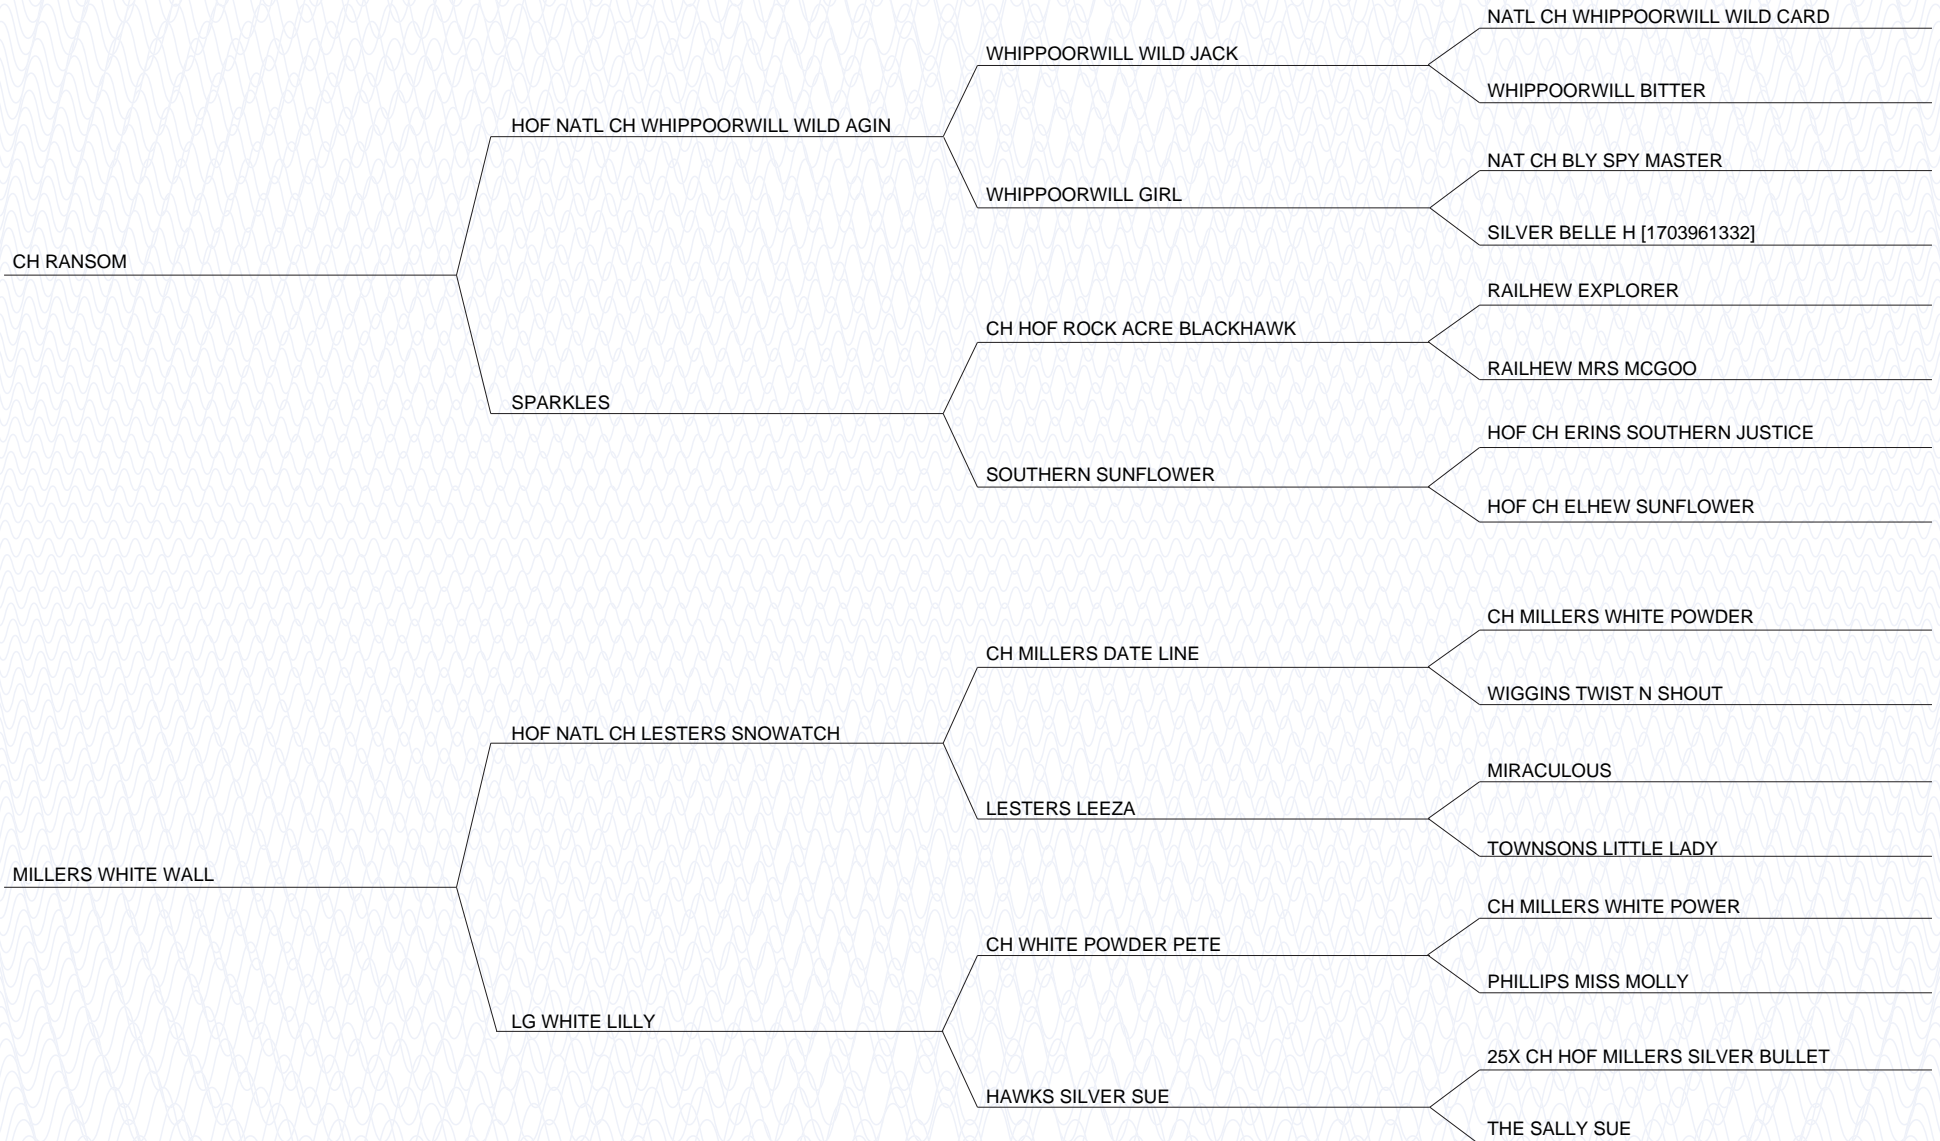 NATL CH WHIPPOORWILL WILD CARD
WHIPPOORWILL WILD JACK
WHIPPOORWILL BITTER
HOF NATL CH WHIPPOORWILL WILD AGIN
NAT CH BLY SPY MASTER
WHIPPOORWILL GIRL
SILVER BELLE H [1703961332]
CH RANSOM
RAILHEW EXPLORER
CH HOF ROCK ACRE BLACKHAWK
RAILHEW MRS MCGOO
SPARKLES
HOF CH ERINS SOUTHERN JUSTICE
SOUTHERN SUNFLOWER
HOF CH ELHEW SUNFLOWER
CH MILLERS WHITE POWDER
CH MILLERS DATE LINE
WIGGINS TWIST N SHOUT
HOF NATL CH LESTERS SNOWATCH
MIRACULOUS
LESTERS LEEZA
TOWNSONS LITTLE LADY
MILLERS WHITE WALL
CH MILLERS WHITE POWER
CH WHITE POWDER PETE
PHILLIPS MISS MOLLY
LG WHITE LILLY
25X CH HOF MILLERS SILVER BULLET
HAWKS SILVER SUE
THE SALLY SUE